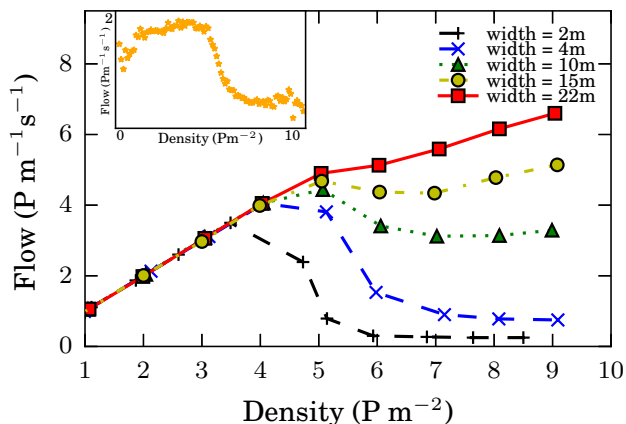 2
Flow (Pm⁻¹s⁻¹)
0 10
Density(Pm⁻²)
width = 2m
width = 4m
width = 10m
width = 15m
width = 22m
8
6
4
2
0
Flow (P m⁻¹s⁻¹)
1 2 3 4 5 6 7 8 9 10
Density (P m⁻²)